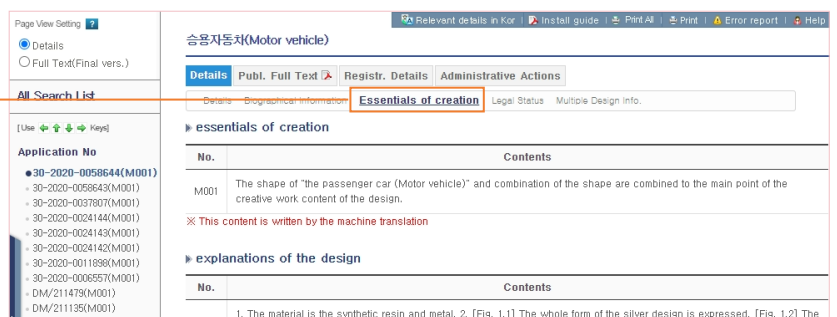 Page View Setting ?
Relevant details in Kor | Install guide | Print All | Print | Error report | Help
Details
Full Text(Final vers.)
승용자동차(Motor vehicle)
Details Publ. Full Text Registr. Details Administrative Actions
All Search List
Details Biographical Information Essentials of creation Legal Status Multiple Design Info.
[Use Keys]
essentials of creation
Application No
No. Contents
30-2020-0058644(M001)
30-2020-0058643(M001)
30-2020-0037807(M001)
30-2020-0024144(M001)
30-2020-0024143(M001)
30-2020-0024142(M001)
30-2020-0011898(M001)
30-2020-0006557(M001)
DM/211479(M001)
DM/211135(M001)
M001 The shape of "the passenger car (Motor vehicle)" and combination of the shape are combined to the main point of the
creative work content of the design.
※ This content is written by the machine translation
explanations of the design
No. Contents
1. The material is the synthetic resin and metal. 2. [Fig. 1.1] The whole form of the silver design is expressed. [Fig. 1.2] The